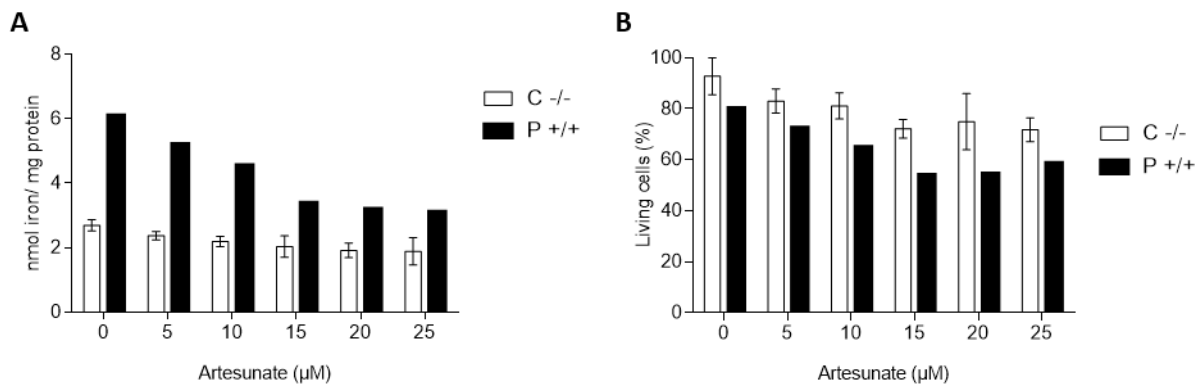 A
8
6
4
2
0
nmol iron/ mg protein
0 5 10 15 20 25
Artesunate (µM)
C -/-
P +/+
B
100
80
60
40
20
0
Living cells (%)
0 5 10 15 20 25
Artesunate (µM)
C -/-
P +/+